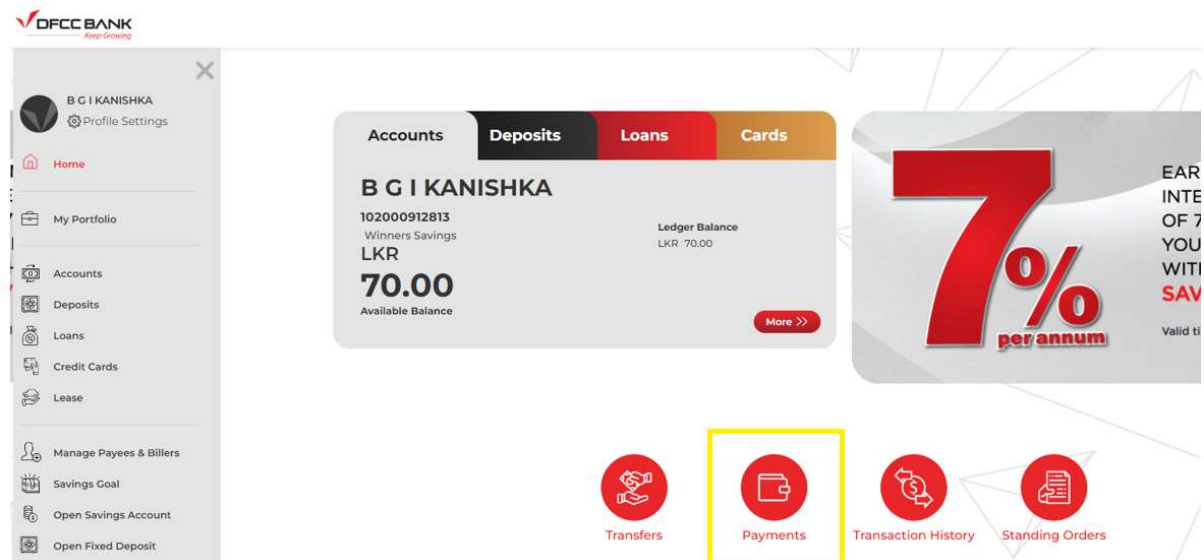 DFCC BANK
Keep Growing
B G I KANISHKA
Profile Settings
Home
My Portfolio
Accounts
Deposits
Loans
Credit Cards
Lease
Manage Payees & Billers
Savings Goal
Open Savings Account
Open Fixed Deposit
Accounts
Deposits
Loans
Cards
B G I KANISHKA
102000912813
Winners Savings
LKR
70.00
Available Balance
Ledger Balance
LKR 70.00
More >>
7%
per annum
EAR
INTE
OF 7
YOU
WIT
SAV
Valid ti
Transfers
Payments
Transaction History
Standing Orders